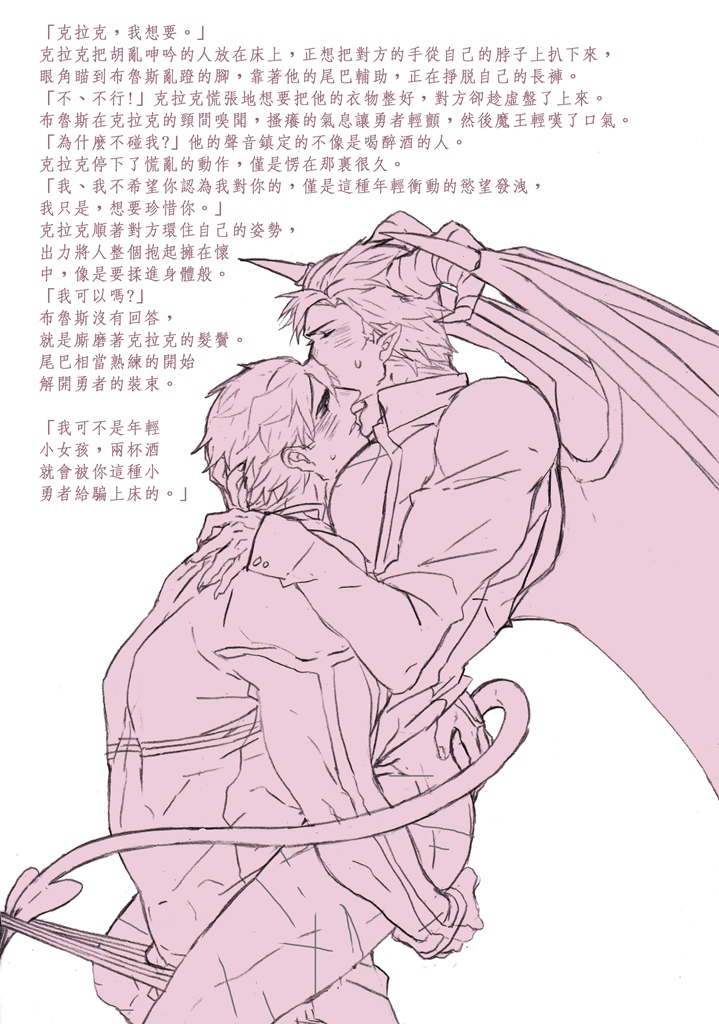 「克拉克，我想要。」
克拉克把胡亂呻吟的人放在床上，正想把對方的手從自己的脖子上扒下來，
眼角瞄到布魯斯亂蹬的腳，靠著他的尾巴輔助，正在掙脱自己的長褲。
「不、不行!」克拉克慌張地想要把他的衣物整好，對方卻趁虛盤了上來。
布魯斯在克拉克的頸間嗅聞，搔癢的氣息讓勇者輕顫，然後魔王輕嘆了口氣。
「為什麼不碰我?」他的聲音鎮定的不像是喝醉酒的人。
克拉克停下了慌亂的動作，僅是愣在那裏很久。
「我、我不希望你認為我對你的，僅是這種年輕衝動的慾望發洩，
我只是，想要珍惜你。」
克拉克順著對方環住自己的姿勢，
出力將人整個抱起擁在懷
中，像是要揉進身體般。
「我可以嗎?」
布魯斯沒有回答，
就是廝磨著克拉克的髮鬢。
尾巴相當熟練的開始
解開勇者的裝束。
「我可不是年輕
小女孩，兩杯酒
就會被你這種小
勇者給騙上床的。」